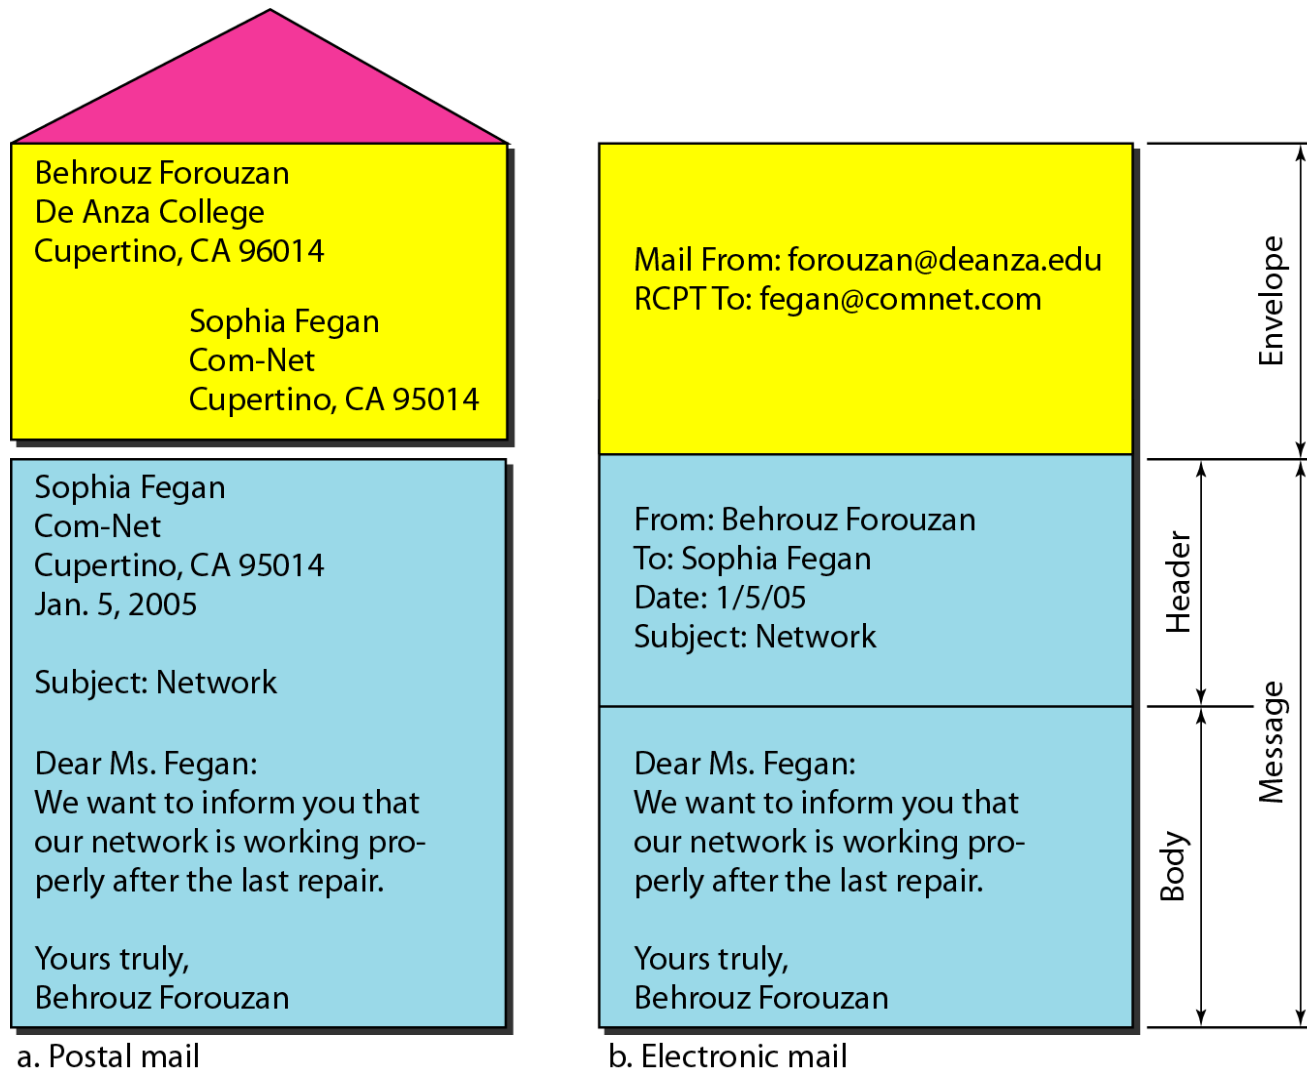 Behrouz Forouzan
De Anza College
Cupertino, CA 96014
Sophia Fegan
Com-Net
Cupertino, CA 95014
Sophia Fegan
Com-Net
Cupertino, CA 95014
Jan. 5, 2005
Subject: Network
Dear Ms. Fegan:
We want to inform you that
our network is working pro-
perly after the last repair.
Yours truly,
Behrouz Forouzan
a. Postal mail
Mail From: forouzan@deanza.edu
RCPT To: fegan@comnet.com
From: Behrouz Forouzan
To: Sophia Fegan
Date: 1/5/05
Subject: Network
Dear Ms. Fegan:
We want to inform you that
our network is working pro-
perly after the last repair.
Yours truly,
Behrouz Forouzan
b. Electronic mail
Envelope
Header
Body
Message